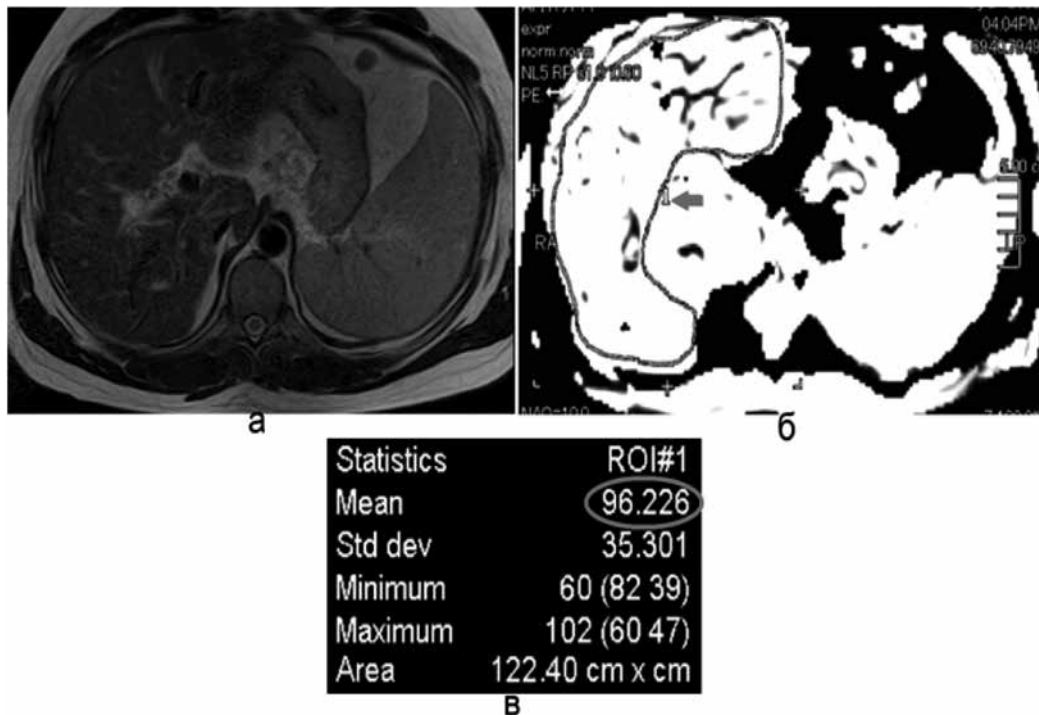 expr
norm.norm
04:04PM
PE
RA
1
а
б
Statistics ROI#1
Mean 96.226
Std dev 35.301
Minimum 60 (82 39)
Maximum 102 (60 47)
Area 122.40 cm x cm
в